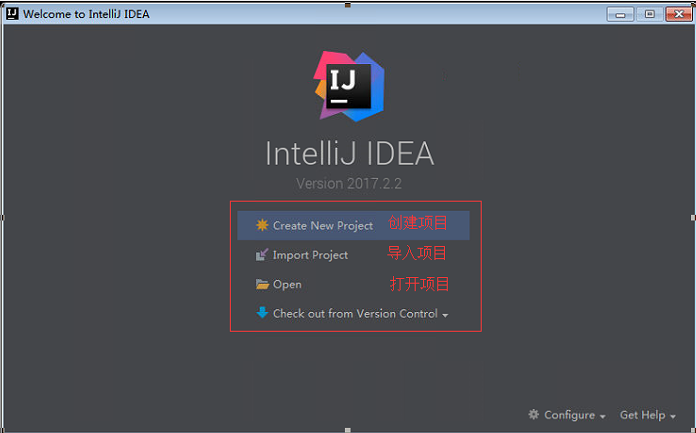 Welcome to IntelliJ IDEA
IJ
IntelliJ IDEA
Version 2017.2.2
Create New Project 创建项目
Import Project 导入项目
Open 打开项目
Check out from Version Control
Configure Get Help